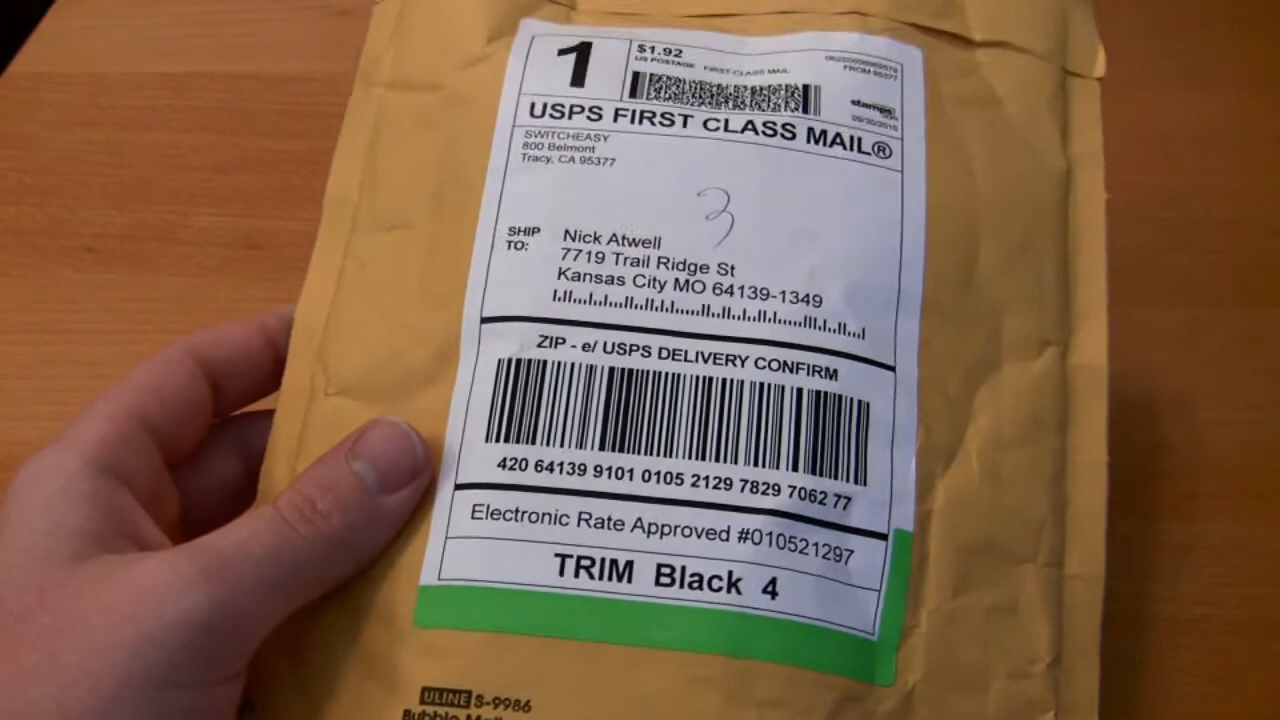 1
$1.92
US POSTAGE FIRST-CLASS MAIL
FROM 95377
stamps
09/30/2010
USPS FIRST CLASS MAIL®
SWITCHEASY
800 Belmont
Tracy, CA 95377
3
SHIP TO:
Nick Atwell
7719 Trail Ridge St
Kansas City MO 64139-1349
ZIP - e/ USPS DELIVERY CONFIRM
420 64139 9101 0105 2129 7829 7062 77
Electronic Rate Approved #010521297
TRIM Black 4
ULINE S-9986
Bubble